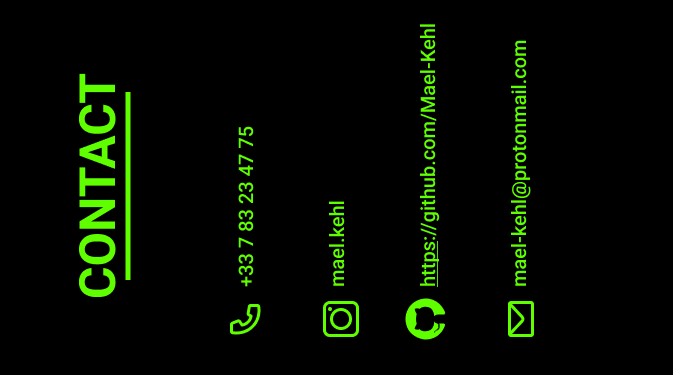 CONTACT
+33 7 83 23 47 75
mael.kehl
https://github.com/Mael-Kehl
mael-kehl@protonmail.com